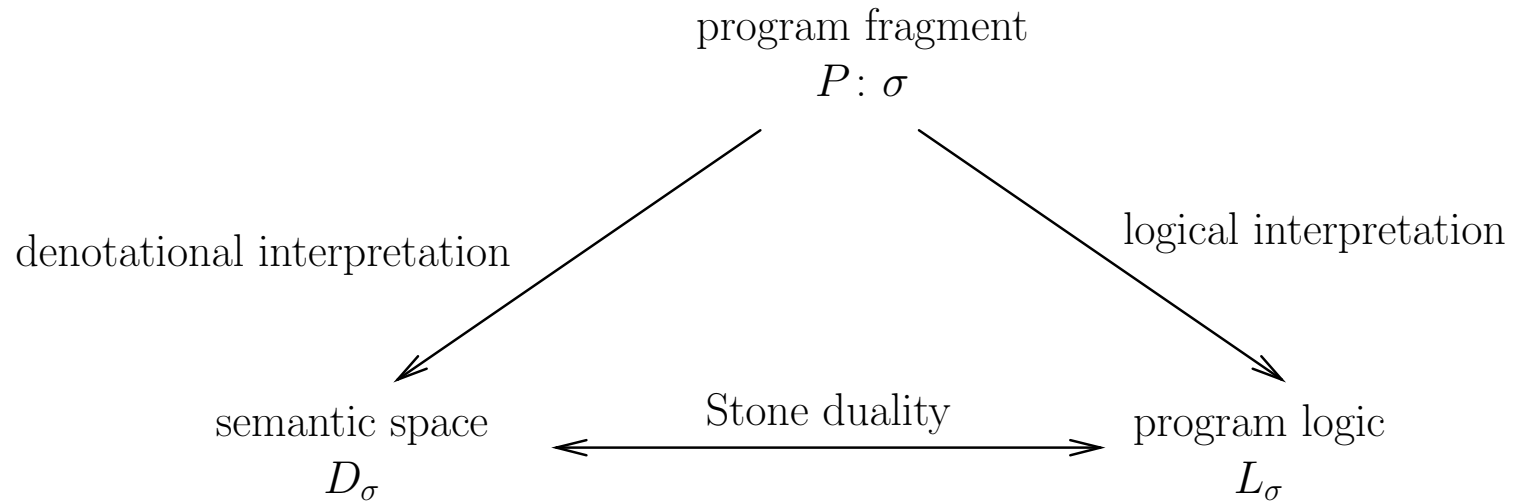 program fragment
P : σ
denotational interpretation
logical interpretation
semantic space
Stone duality
program logic
D_σ
L_σ